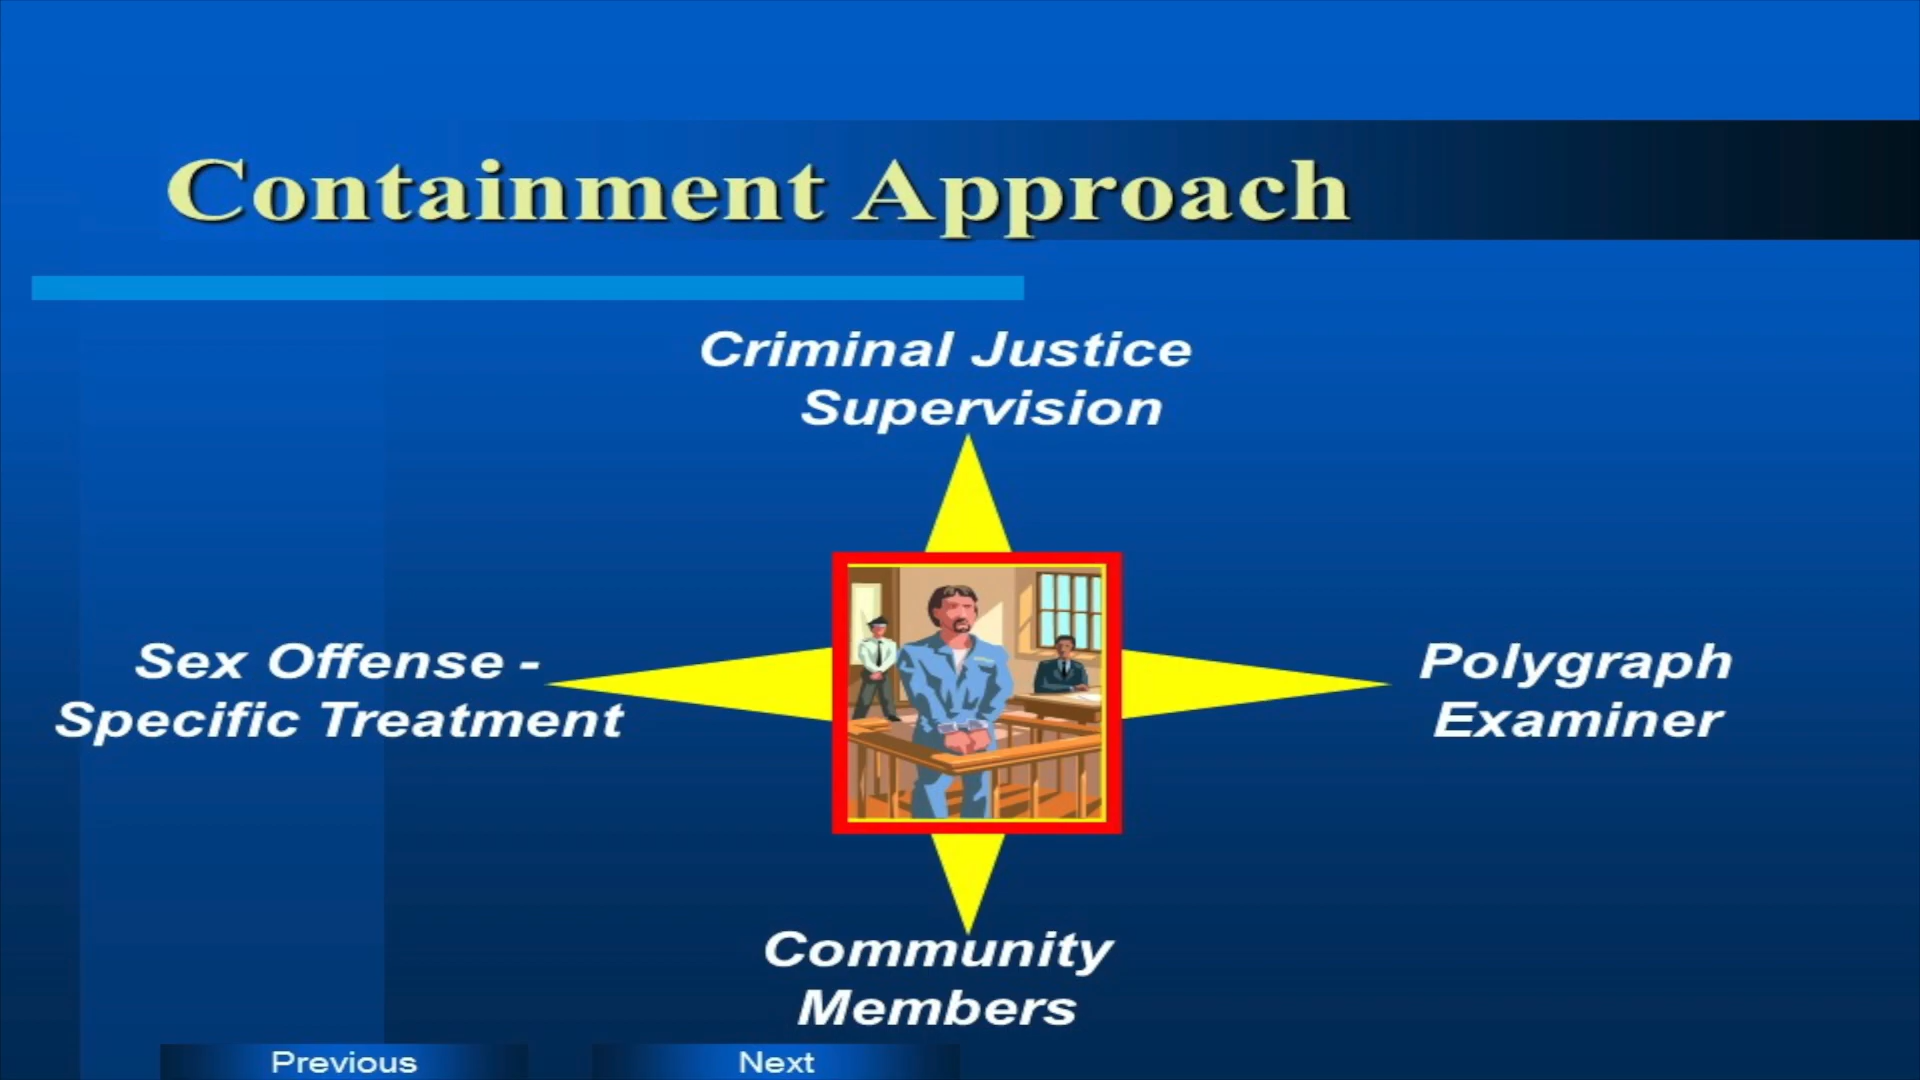 Containment Approach
Criminal Justice
Supervision
Sex Offense -
Specific Treatment
Polygraph
Examiner
Community
Members
Previous
Next